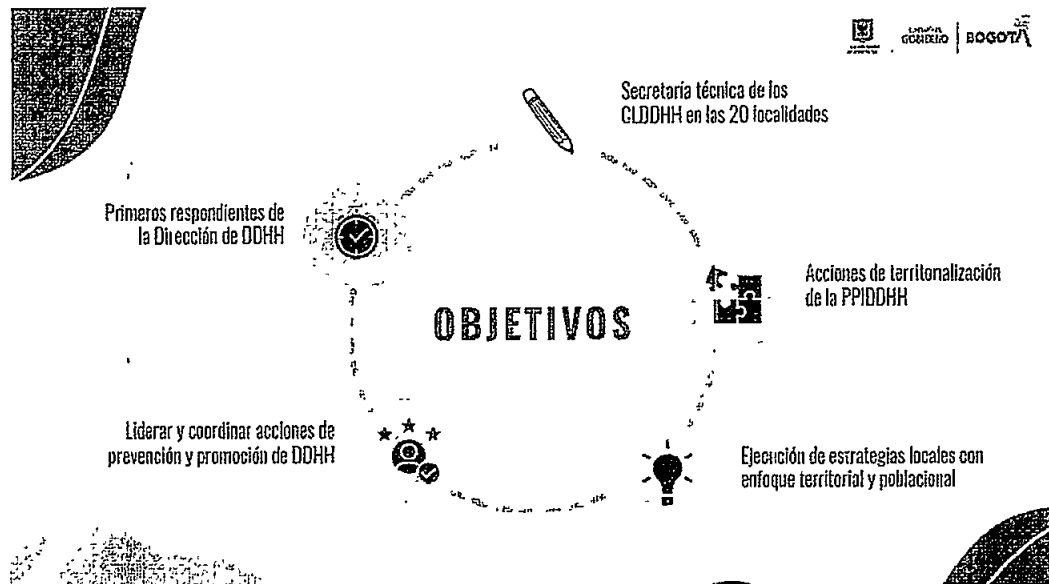 BOGOTÁ
Secretaría técnica de los
GLDDHH en las 20 localidades
Primeros respondientes de
la Dirección de DDHH
Acciones de territorialización
de la PPIDDHH
OBJETIVOS
Liderar y coordinar acciones de
prevención y promoción de DDHH
Ejecución de estrategias locales con
enfoque territorial y poblacional